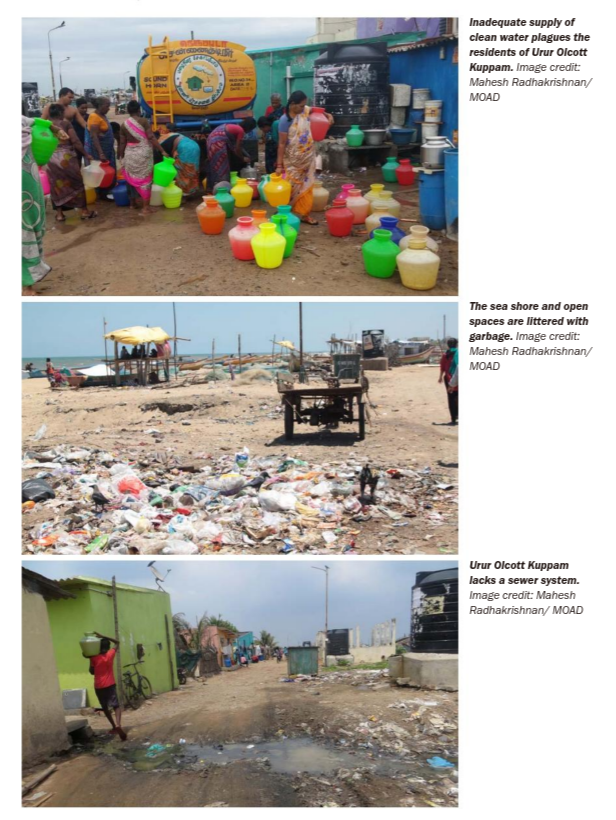 Inadequate supply of
clean water plagues the
residents of Urur Olcott
Kuppam. Image credit:
Mahesh Radhakrishnan/
MOAD
The sea shore and open
spaces are littered with
garbage. Image credit:
Mahesh Radhakrishnan/
MOAD
Urur Olcott Kuppam
lacks a sewer system.
Image credit: Mahesh
Radhakrishnan/ MOAD